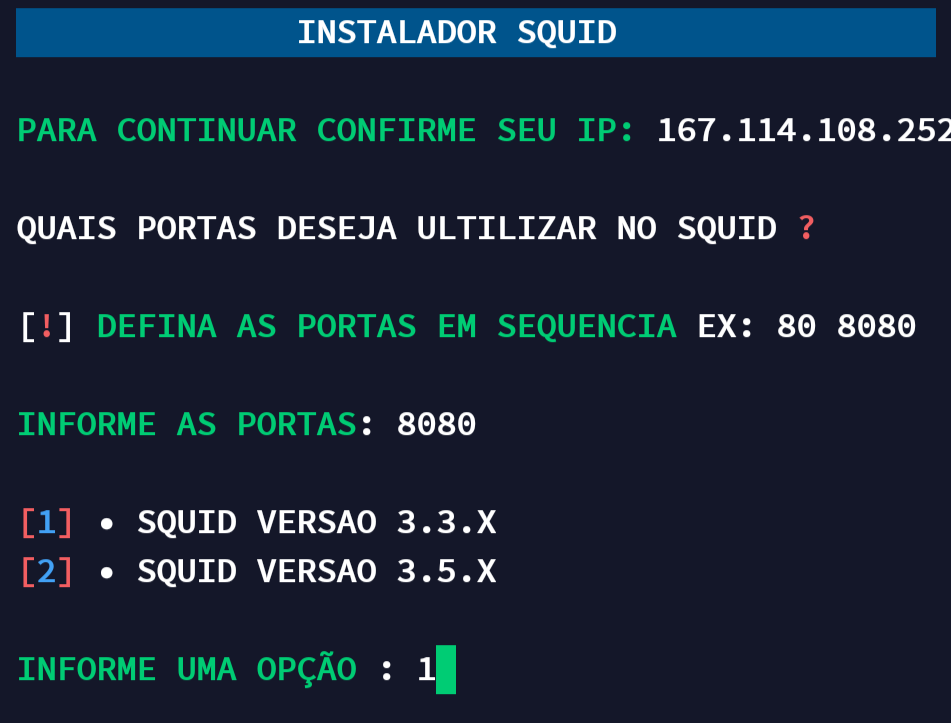 INSTALADOR SQUID
PARA CONTINUAR CONFIRME SEU IP: 167.114.108.252
QUAIS PORTAS DESEJA ULTILIZAR NO SQUID ?
[!] DEFINA AS PORTAS EM SEQUENCIA EX: 80 8080
INFORME AS PORTAS: 8080
[1] • SQUID VERSAO 3.3.X
[2] • SQUID VERSAO 3.5.X
INFORME UMA OPÇÃO : 1